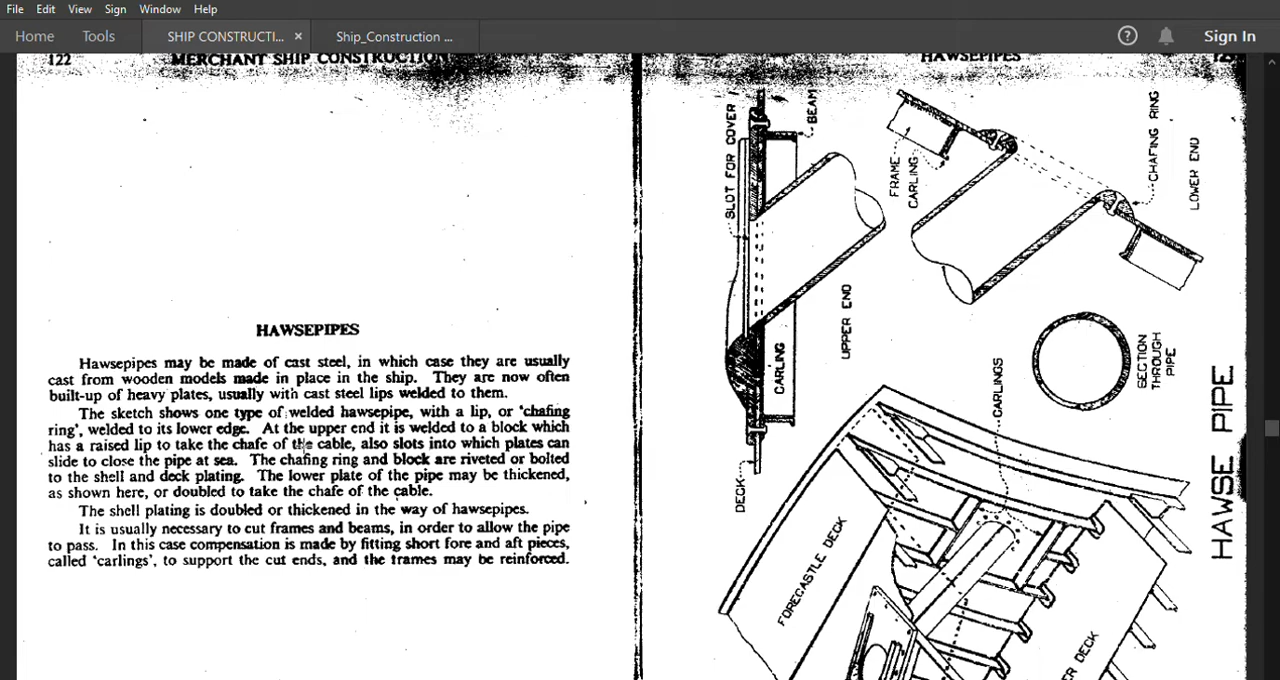 File Edit View Sign Window Help
Home Tools SHIP CONSTRUCTI... × Ship_Construction ... Sign In
122 MERCHANT SHIP CONSTRUCTION
HAWSEPIPES
Hawsepipes may be made of cast steel, in which case they are usually
cast from wooden models made in place in the ship. They are now often
built-up of heavy plates, usually with cast steel lips welded to them.
The sketch shows one type of welded hawsepipe, with a lip, or 'chafing
ring', welded to its lower edge. At the upper end it is welded to a block which
has a raised lip to take the chafe of the cable, also slots into which plates can
slide to close the pipe at sea. The chafing ring and block are riveted or bolted
to the shell and deck plating. The lower plate of the pipe may be thickened,
as shown here, or doubled to take the chafe of the cable.
The shell plating is doubled or thickened in the way of hawsepipes.
It is usually necessary to cut frames and beams, in order to allow the pipe
to pass. In this case compensation is made by fitting short fore and aft pieces,
called 'carlings', to support the cut ends, and the frames may be reinforced.
HAWSEPIPES
SLOT FOR COVER
BEAM
FRAME
CARLING
CHAFING RING
LOWER END
UPPER END
CARLING
DECK
SECTION
THROUGH
PIPE
CARLINGS
FORECASTLE DECK
DECK
HAWSE PIPE